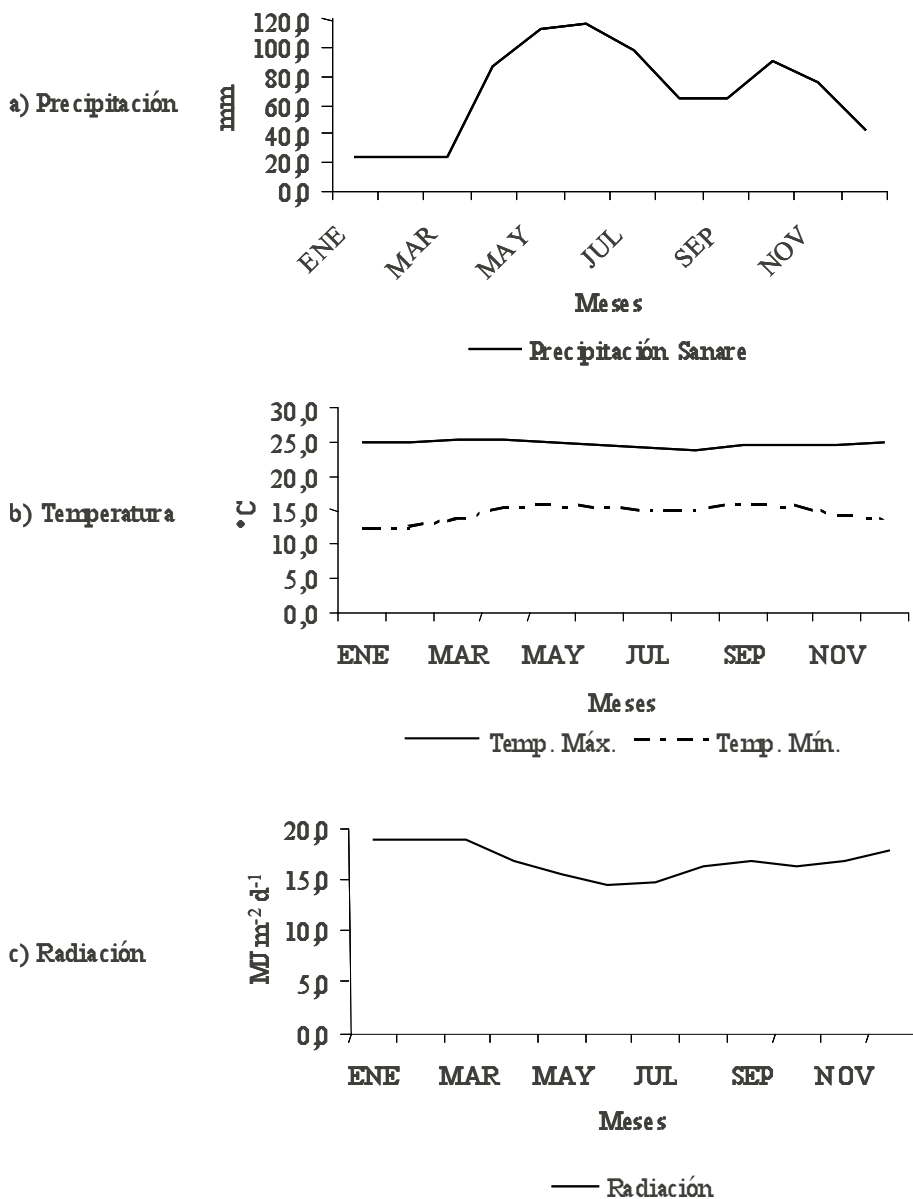 a) Precipitación
mm
120,0
100,0
80,0
60,0
40,0
20,0
0,0
ENE MAR MAY JUL SEP NOV
Meses
Precipitación Sanare
b) Temperatura
°C
30,0
25,0
20,0
15,0
10,0
5,0
0,0
ENE MAR MAY JUL SEP NOV
Meses
Temp. Máx. Temp. Mín.
c) Radiación
MJ m-2 d-1
20,0
15,0
10,0
5,0
0,0
ENE MAR MAY JUL SEP NOV
Meses
Radiación